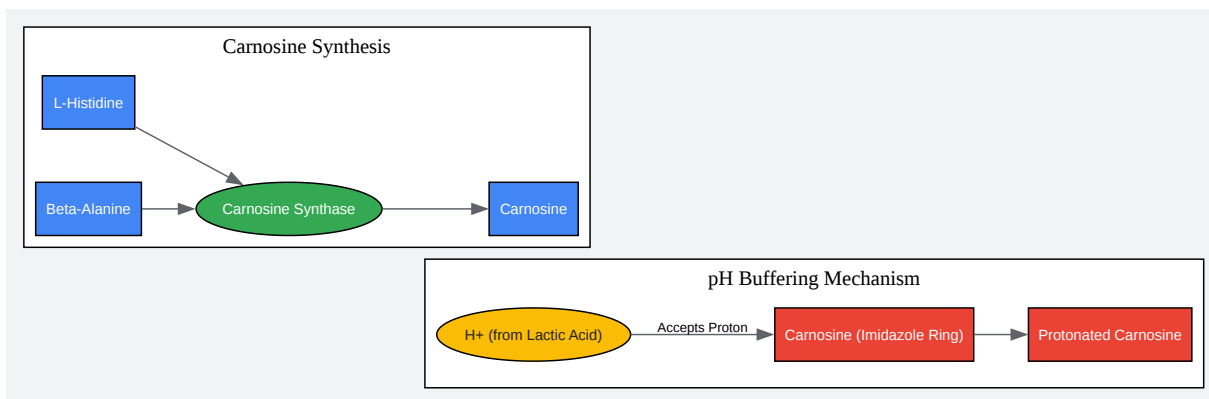 Carnosine Synthesis
L-Histidine
Beta-Alanine
Carnosine Synthase
Carnosine
pH Buffering Mechanism
H+ (from Lactic Acid)
Accepts Proton
Carnosine (Imidazole Ring)
Protonated Carnosine